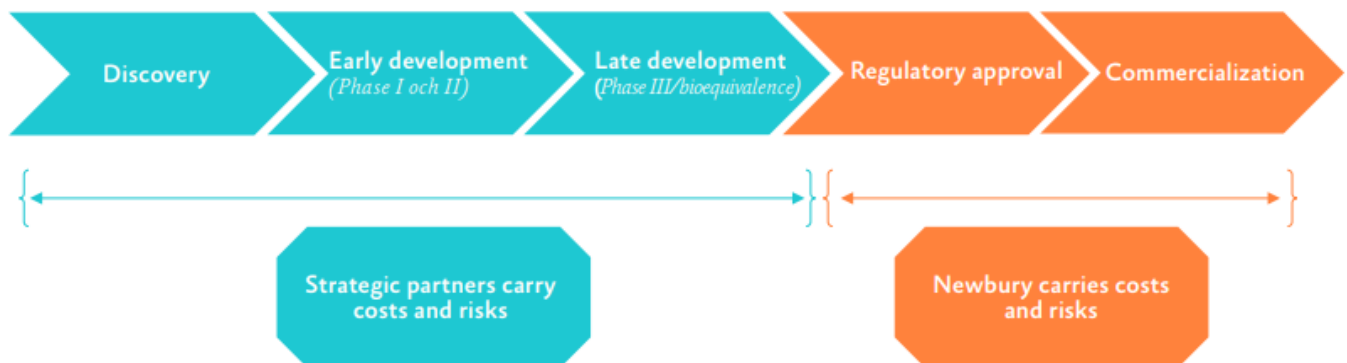 Discovery
Early development
(Phase I och II)
Late development
(Phase III/bioequivalence)
Regulatory approval
Commercialization
Strategic partners carry
costs and risks
Newbury carries costs
and risks